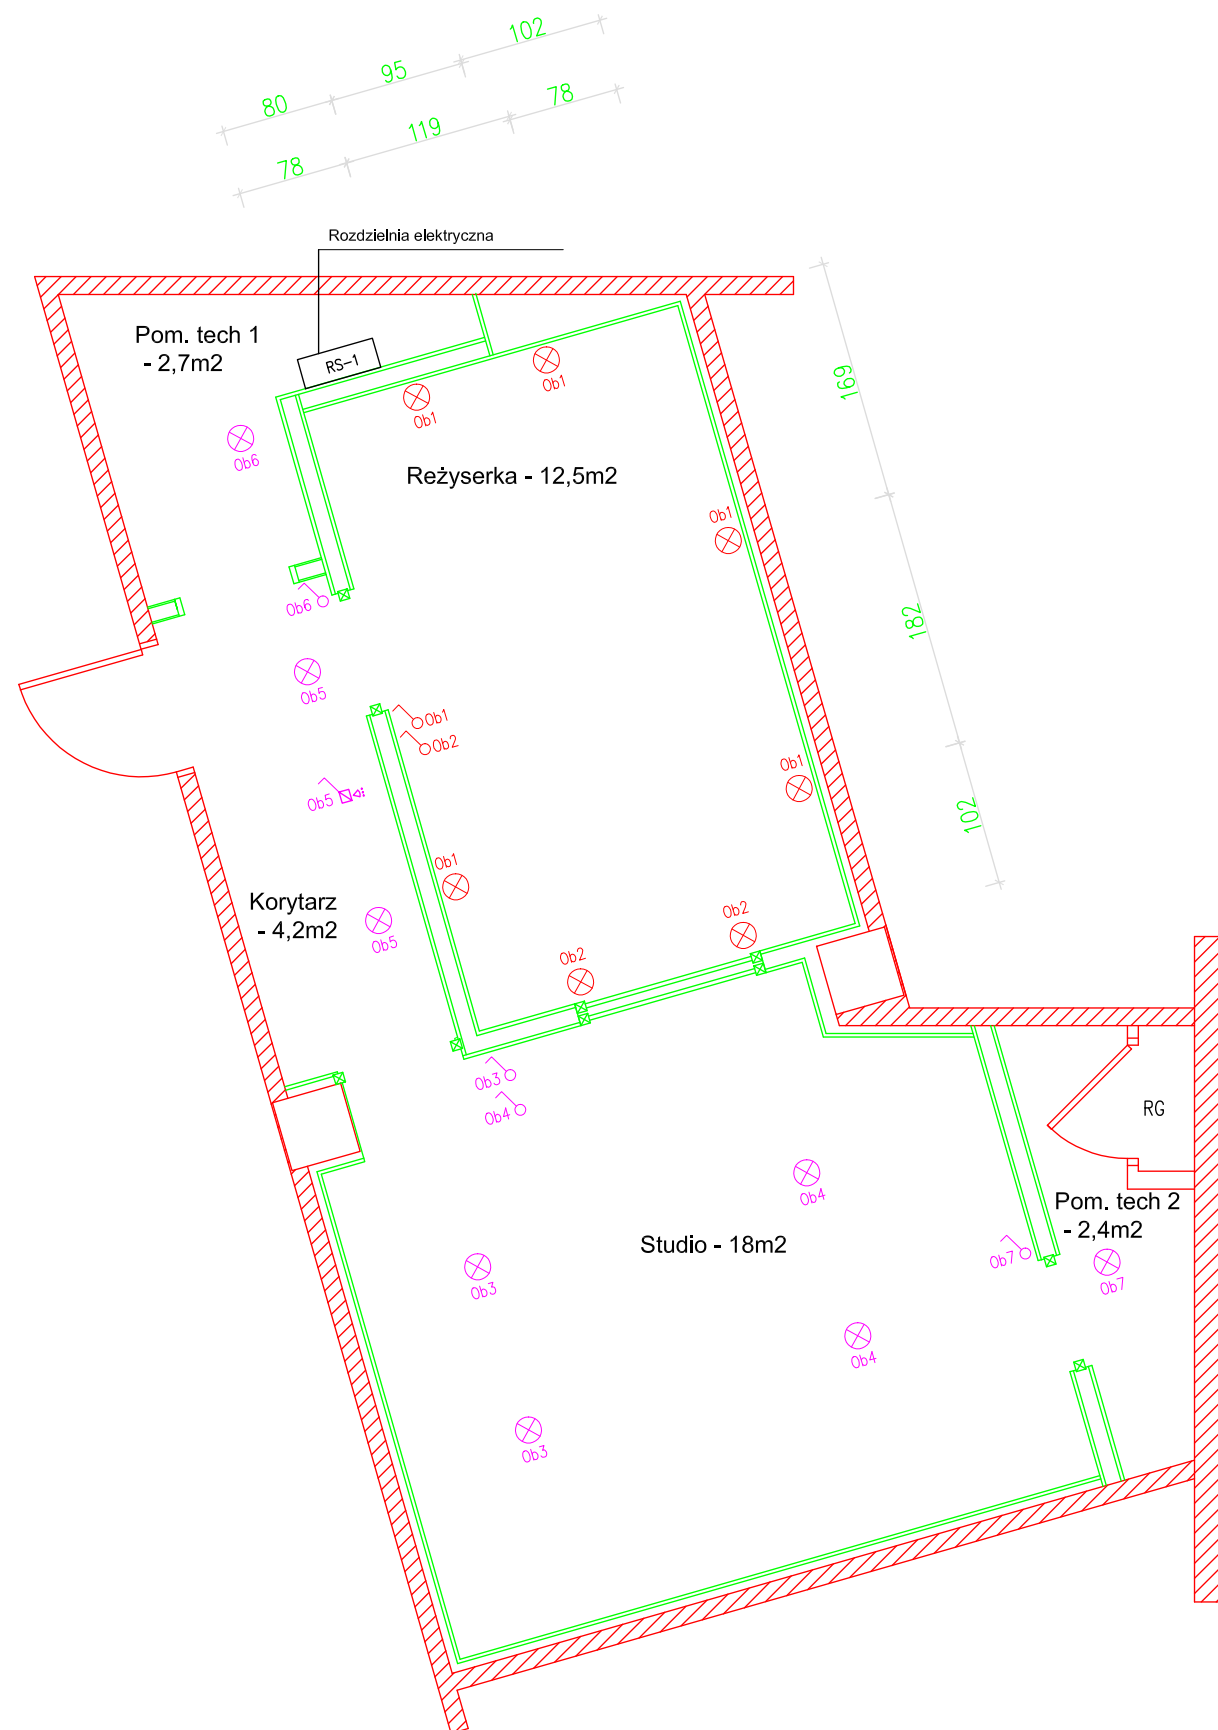 102
95
80
78
119
78
Rozdzielnia elektryczna
Pom. tech 1
- 2,7m2
RS-1
Ob1
Ob1
169
Ob6
Reżyserka - 12,5m2
Ob1
Ob6
182
Ob5
Ob1
Ob2
Ob1
Ob5
102
Ob1
Korytarz
- 4,2m2
Ob5
Ob2
Ob2
Ob3
Ob4
RG
Ob4
Pom. tech 2
- 2,4m2
Studio - 18m2
Ob7
Ob7
Ob3
Ob4
Ob3